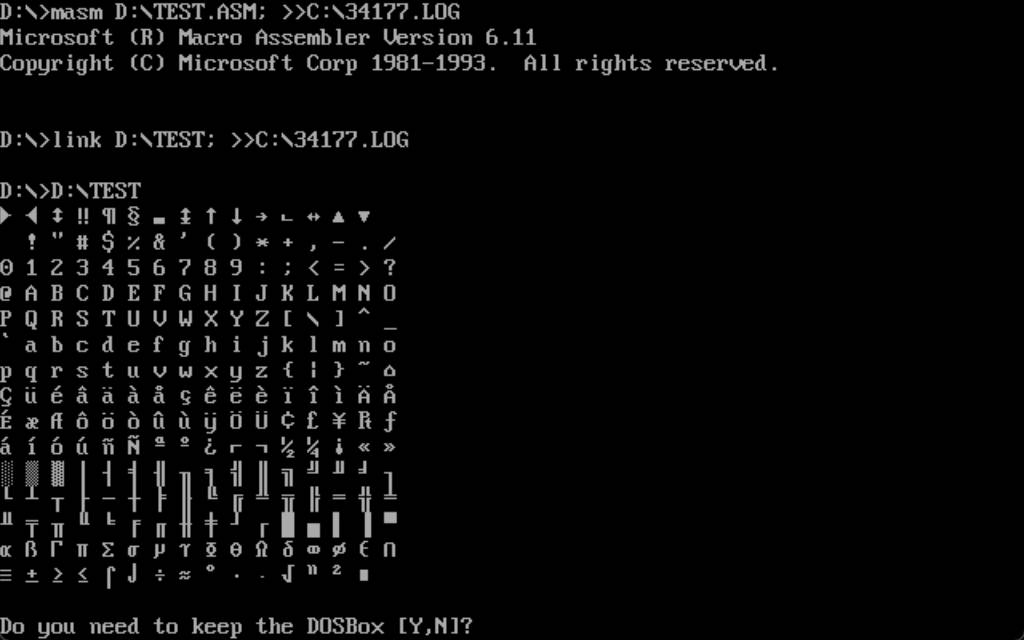 D:\>masm D:\TEST.ASM; >>C:\34177.LOG
Microsoft (R) Macro Assembler Version 6.11
Copyright (C) Microsoft Corp 1981-1993.  All rights reserved.
D:\>link D:\TEST; >>C:\34177.LOG
D:\>D:\TEST
► ◄ ↕ ‼ ¶ § ▬ ↨ ↑ ↓ → ∟ ↔ ▲ ▼
! " # $ % & ' ( ) * + , - . /
0 1 2 3 4 5 6 7 8 9 : ; < = > ?
@ A B C D E F G H I J K L M N O
P Q R S T U V W X Y Z [ \ ] ^ _
` a b c d e f g h i j k l m n o
p q r s t u v w x y z { | } ~ ⌂
Ç ü é â ä à å ç ê ë è ï î ì Ä Å
É æ Æ ô ö ò û ù ÿ Ö Ü ¢ £ ¥ ₧ ƒ
á í ó ú ñ Ñ ª º ¿ ⌐ ¬ ½ ¼ ¡ « »
░ ▒ ▓ │ ┤ ╡ ╢ ╖ ╕ ╣ ║ ╗ ╝ ╜ ╛ ┐
└ ┴ ┬ ├ ─ ┼ ╞ ╟ ╚ ╔ ╩ ╦ ╠ ═ ╬ ╧
╨ ╤ ╥ ╙ ╘ ╒ ╓ ╫ ╪ ┘ ┌ █ ▄ ▌ ▐ ▀
α ß Γ π Σ σ µ τ Φ Θ Ω δ ∞ φ ε ∩
≡ ± ≥ ≤ ⌠ ⌡ ÷ ≈ ° ∙ · √ ⁿ ² ■
Do you need to keep the DOSBox [Y,N]?